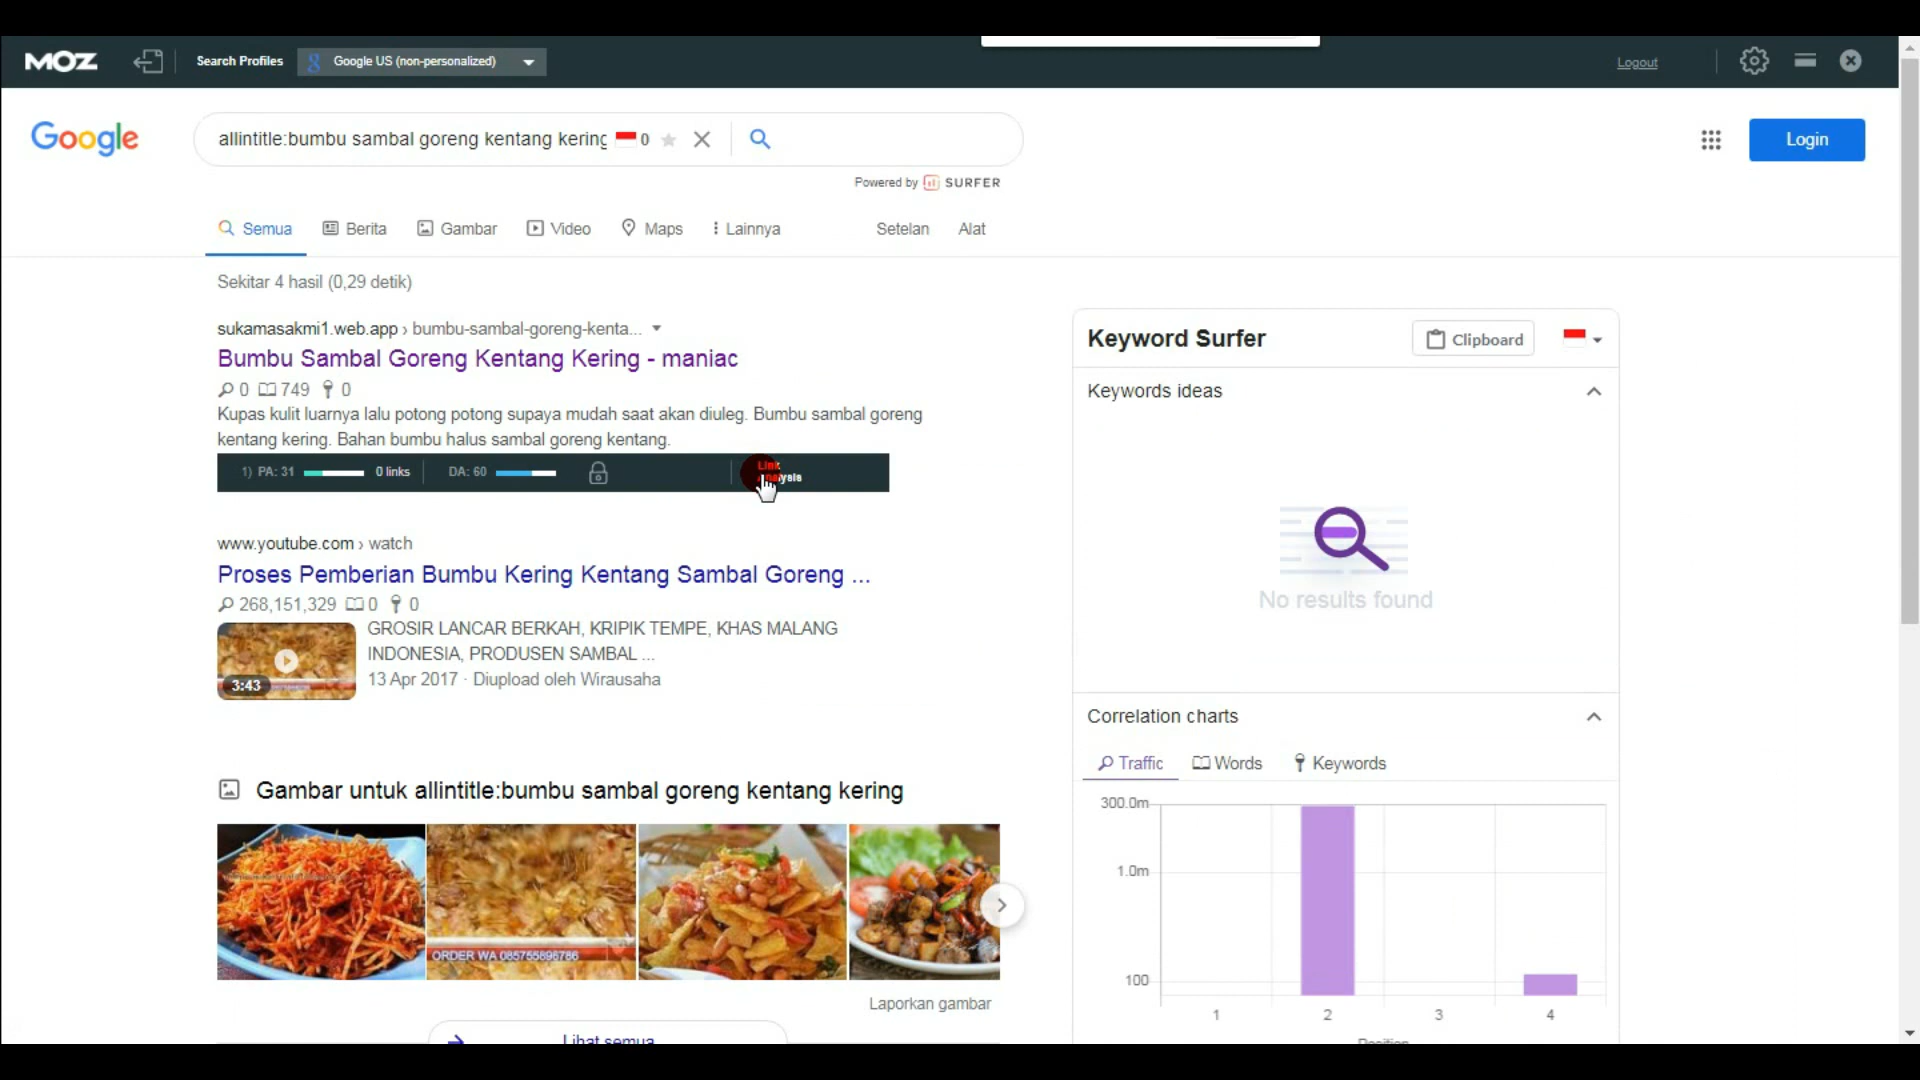 MOZ
Search Profiles
Google US (non-personalized)
Logout
Google
allintitle:bumbu sambal goreng kentang kering
0
Login
Powered by SURFER
Semua
Berita
Gambar
Video
Maps
Lainnya
Setelan
Alat
Sekitar 4 hasil (0,29 detik)
sukamasakmi1.web.app › bumbu-sambal-goreng-kenta...
Bumbu Sambal Goreng Kentang Kering - maniac
0 749 0
Kupas kulit luarnya lalu potong potong supaya mudah saat akan diuleg. Bumbu sambal goreng
kentang kering. Bahan bumbu halus sambal goreng kentang.
1) PA: 31
0 links
DA: 60
Link
www.youtube.com › watch
Proses Pemberian Bumbu Kering Kentang Sambal Goreng ...
268,151,329 0 0
3:43
GROSIR LANCAR BERKAH, KRIPIK TEMPE, KHAS MALANG
INDONESIA, PRODUSEN SAMBAL ...
13 Apr 2017 · Diupload oleh Wirausaha
Gambar untuk allintitle:bumbu sambal goreng kentang kering
ORDER WA 085755696786
Laporkan gambar
Lihat semua
Keyword Surfer
Clipboard
Keywords ideas
No results found
Correlation charts
Traffic
Words
Keywords
300.0m
1.0m
100
1 2 3 4
Position